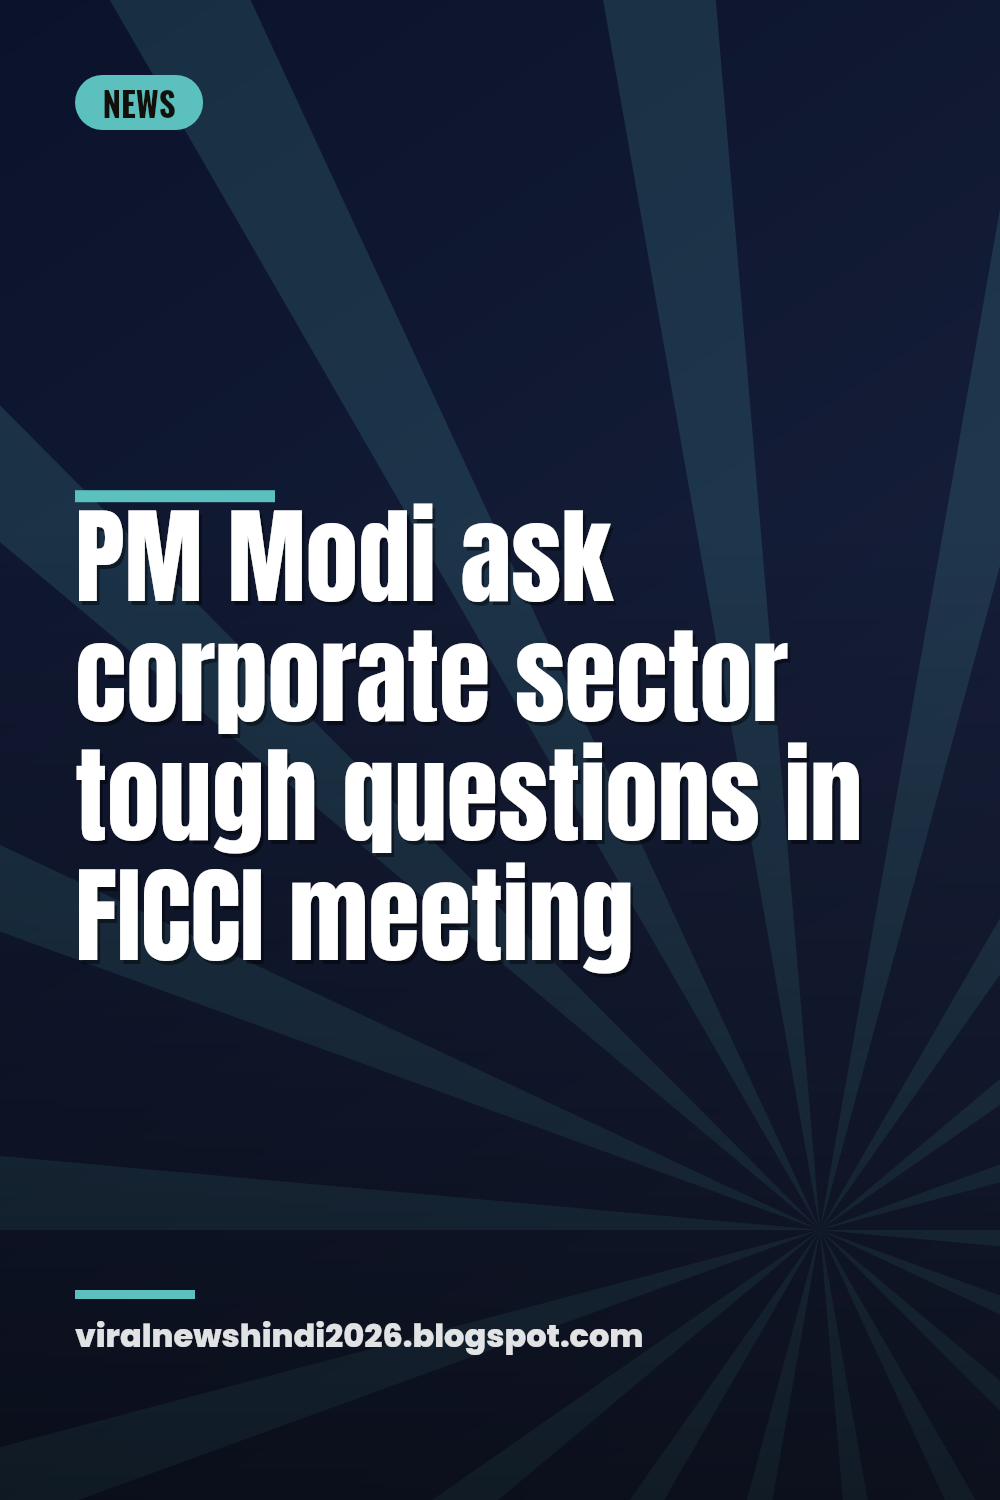 NEWS
PM Modi ask
corporate sector
tough questions in
FICCI meeting
viralnewshindi2026.blogspot.com